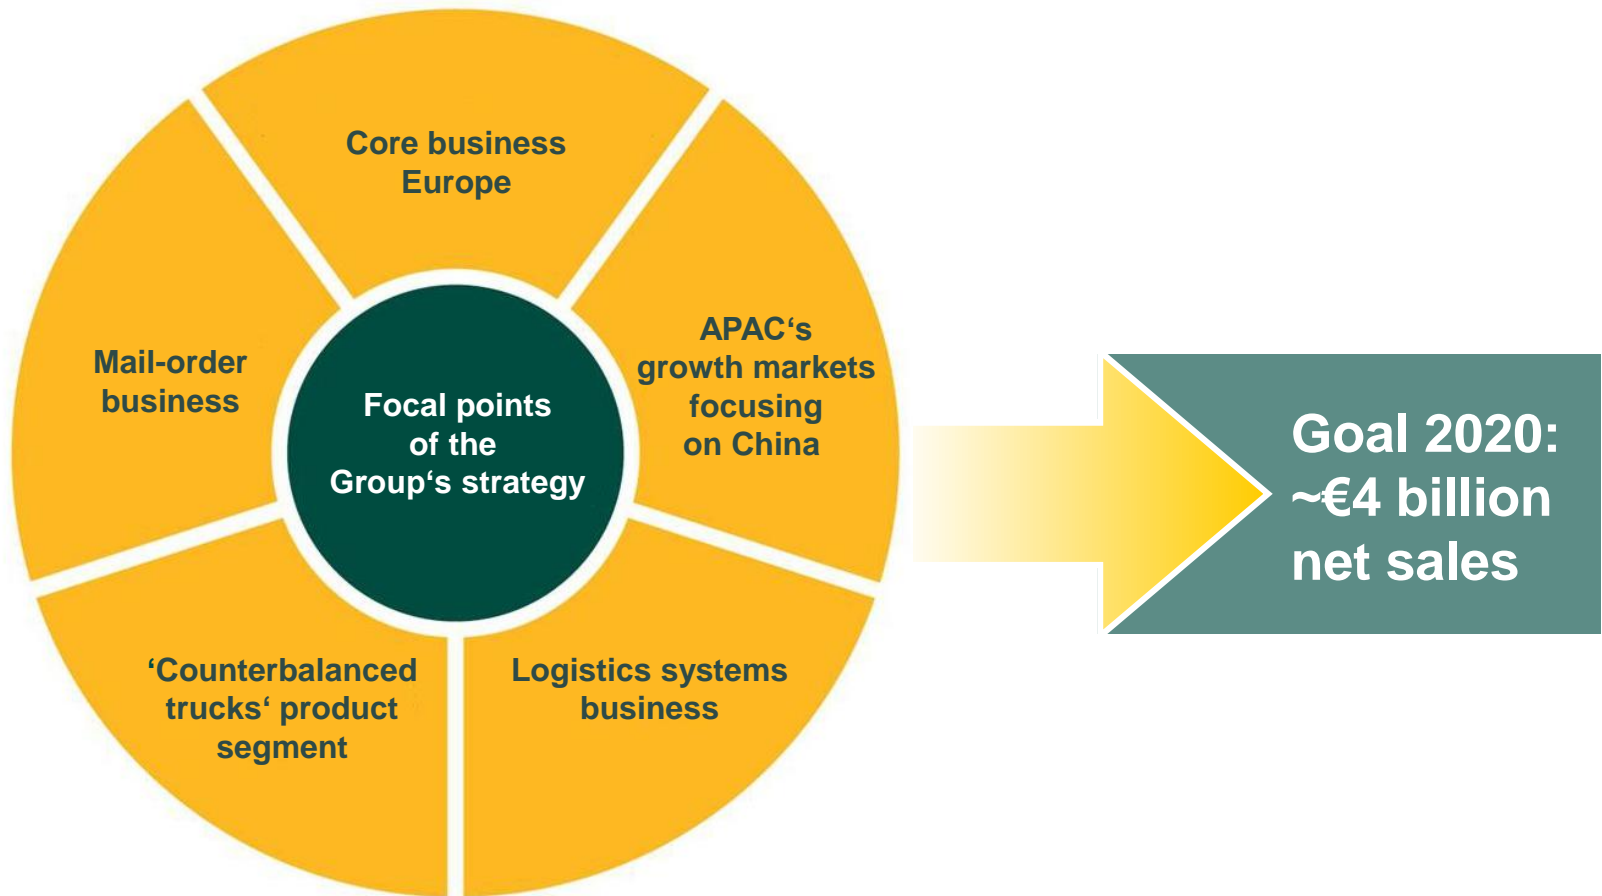 Core business
Europe
APAC‘s
growth markets
focusing
on China
Logistics systems
business
‘Counterbalanced
trucks‘ product
segment
Mail-order
business
Focal points
of the
Group‘s strategy
Goal 2020:
~€4 billion
net sales